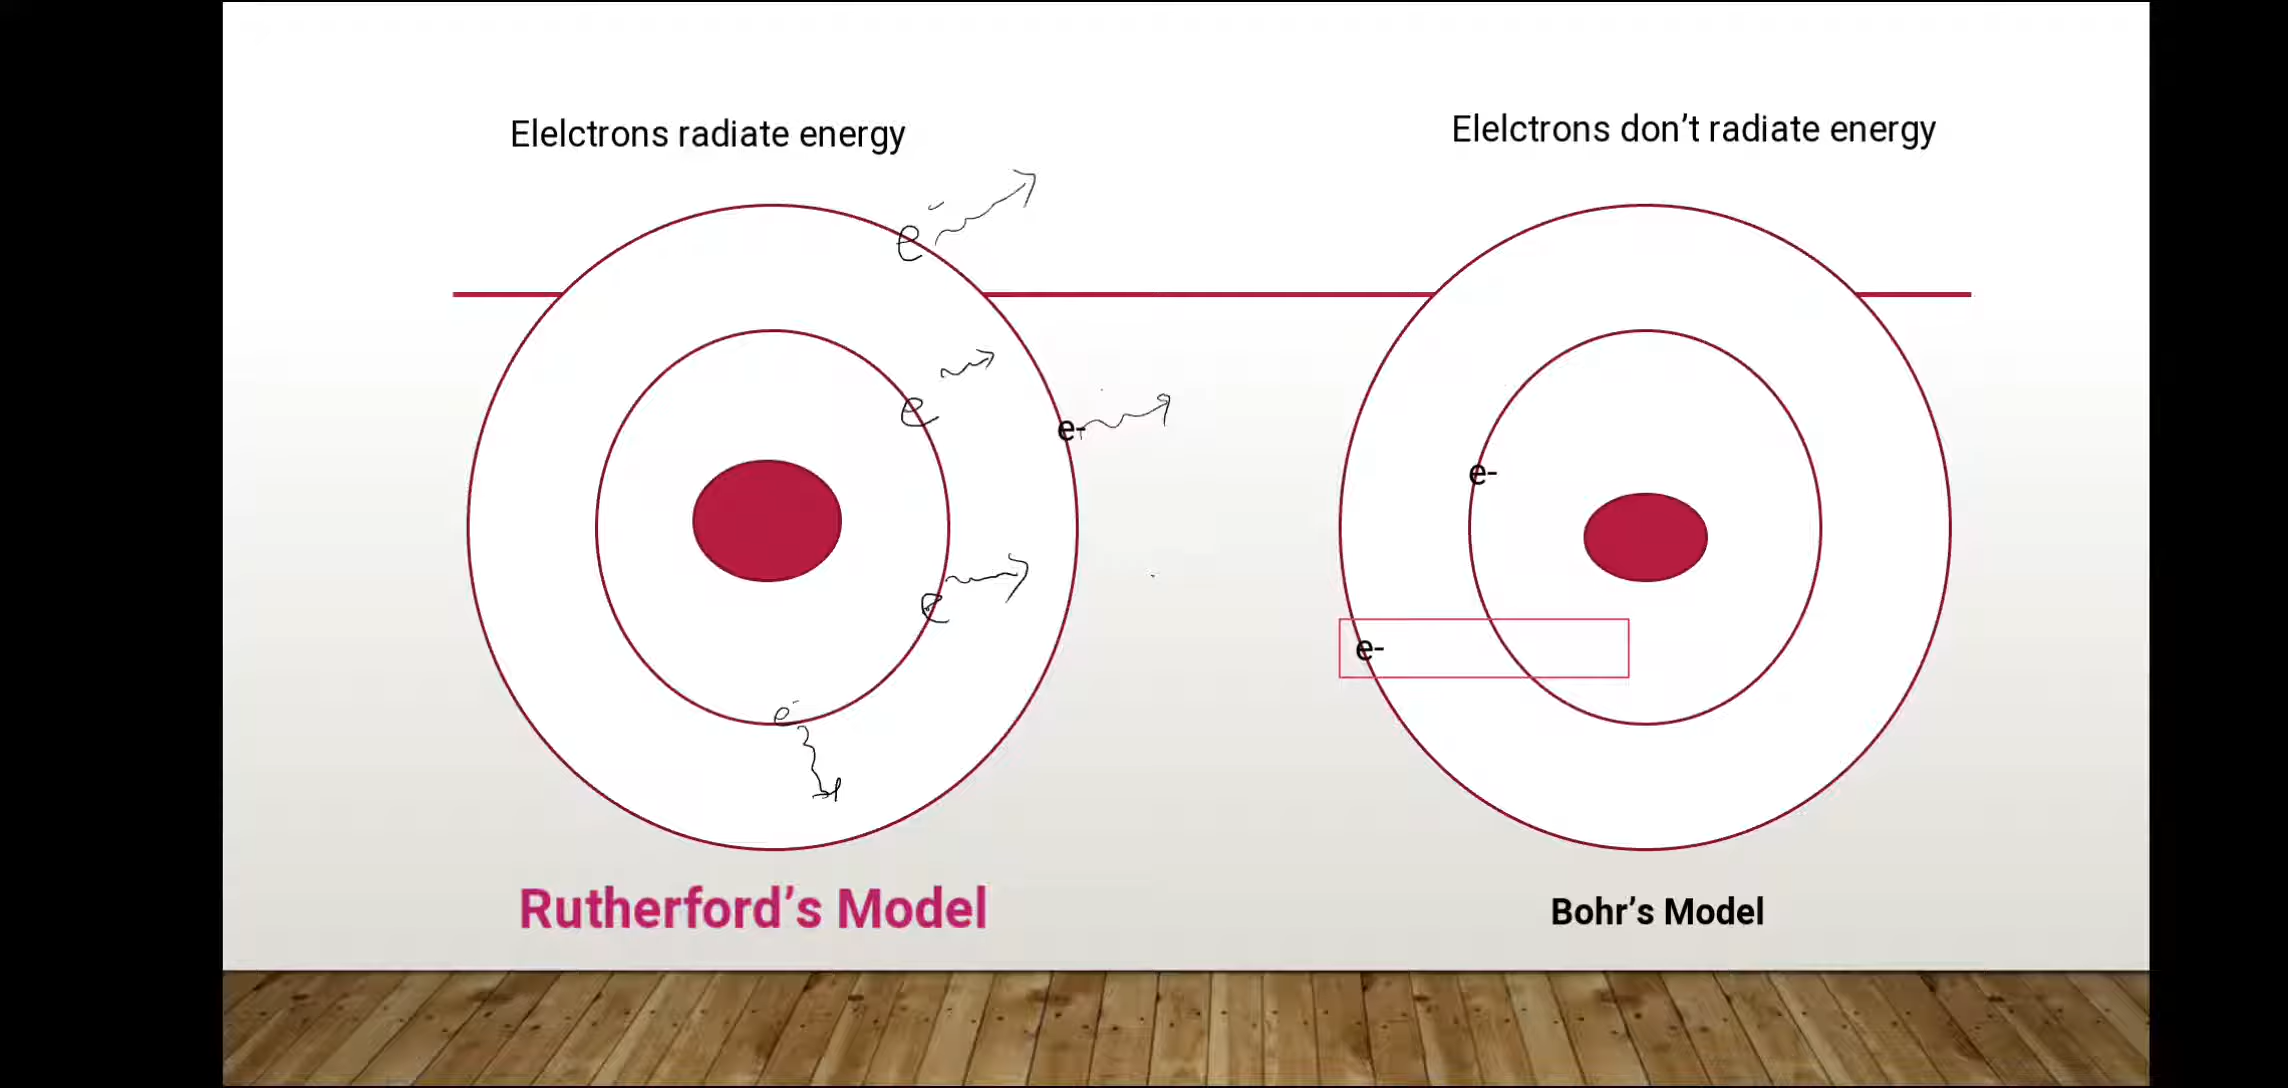 Elelctrons radiate energy
Elelctrons don’t radiate energy
e-
e
e-
e-
e
e-
e-
Rutherford’s Model
Bohr’s Model